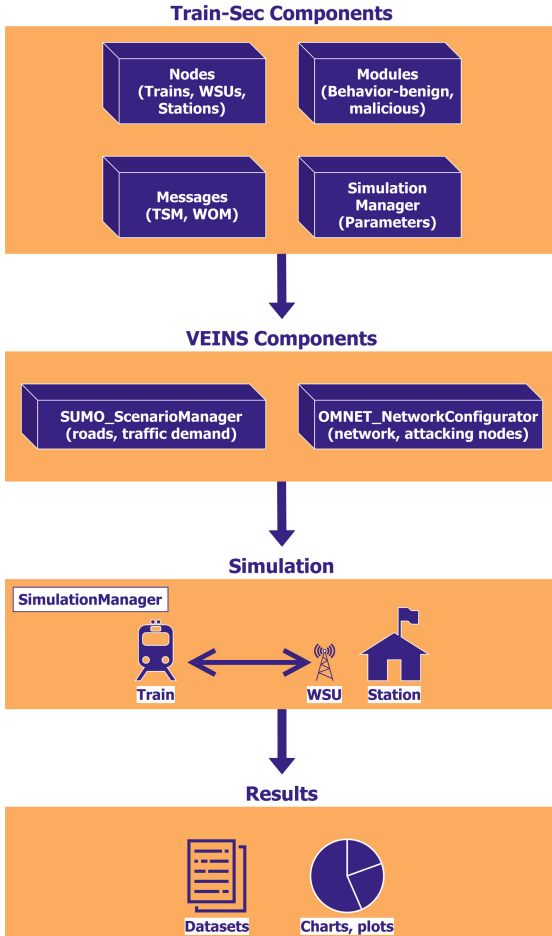 Train-Sec Components
Nodes
(Trains, WSUs,
Stations)
Modules
(Behavior-benign,
malicious)
Messages
(TSM, WOM)
Simulation
Manager
(Parameters)
VEINS Components
SUMO_ScenarioManager
(roads, traffic demand)
OMNET_NetworkConfigurator
(network, attacking nodes)
Simulation
SimulationManager
Train
WSU
Station
Results
Datasets
Charts, plots